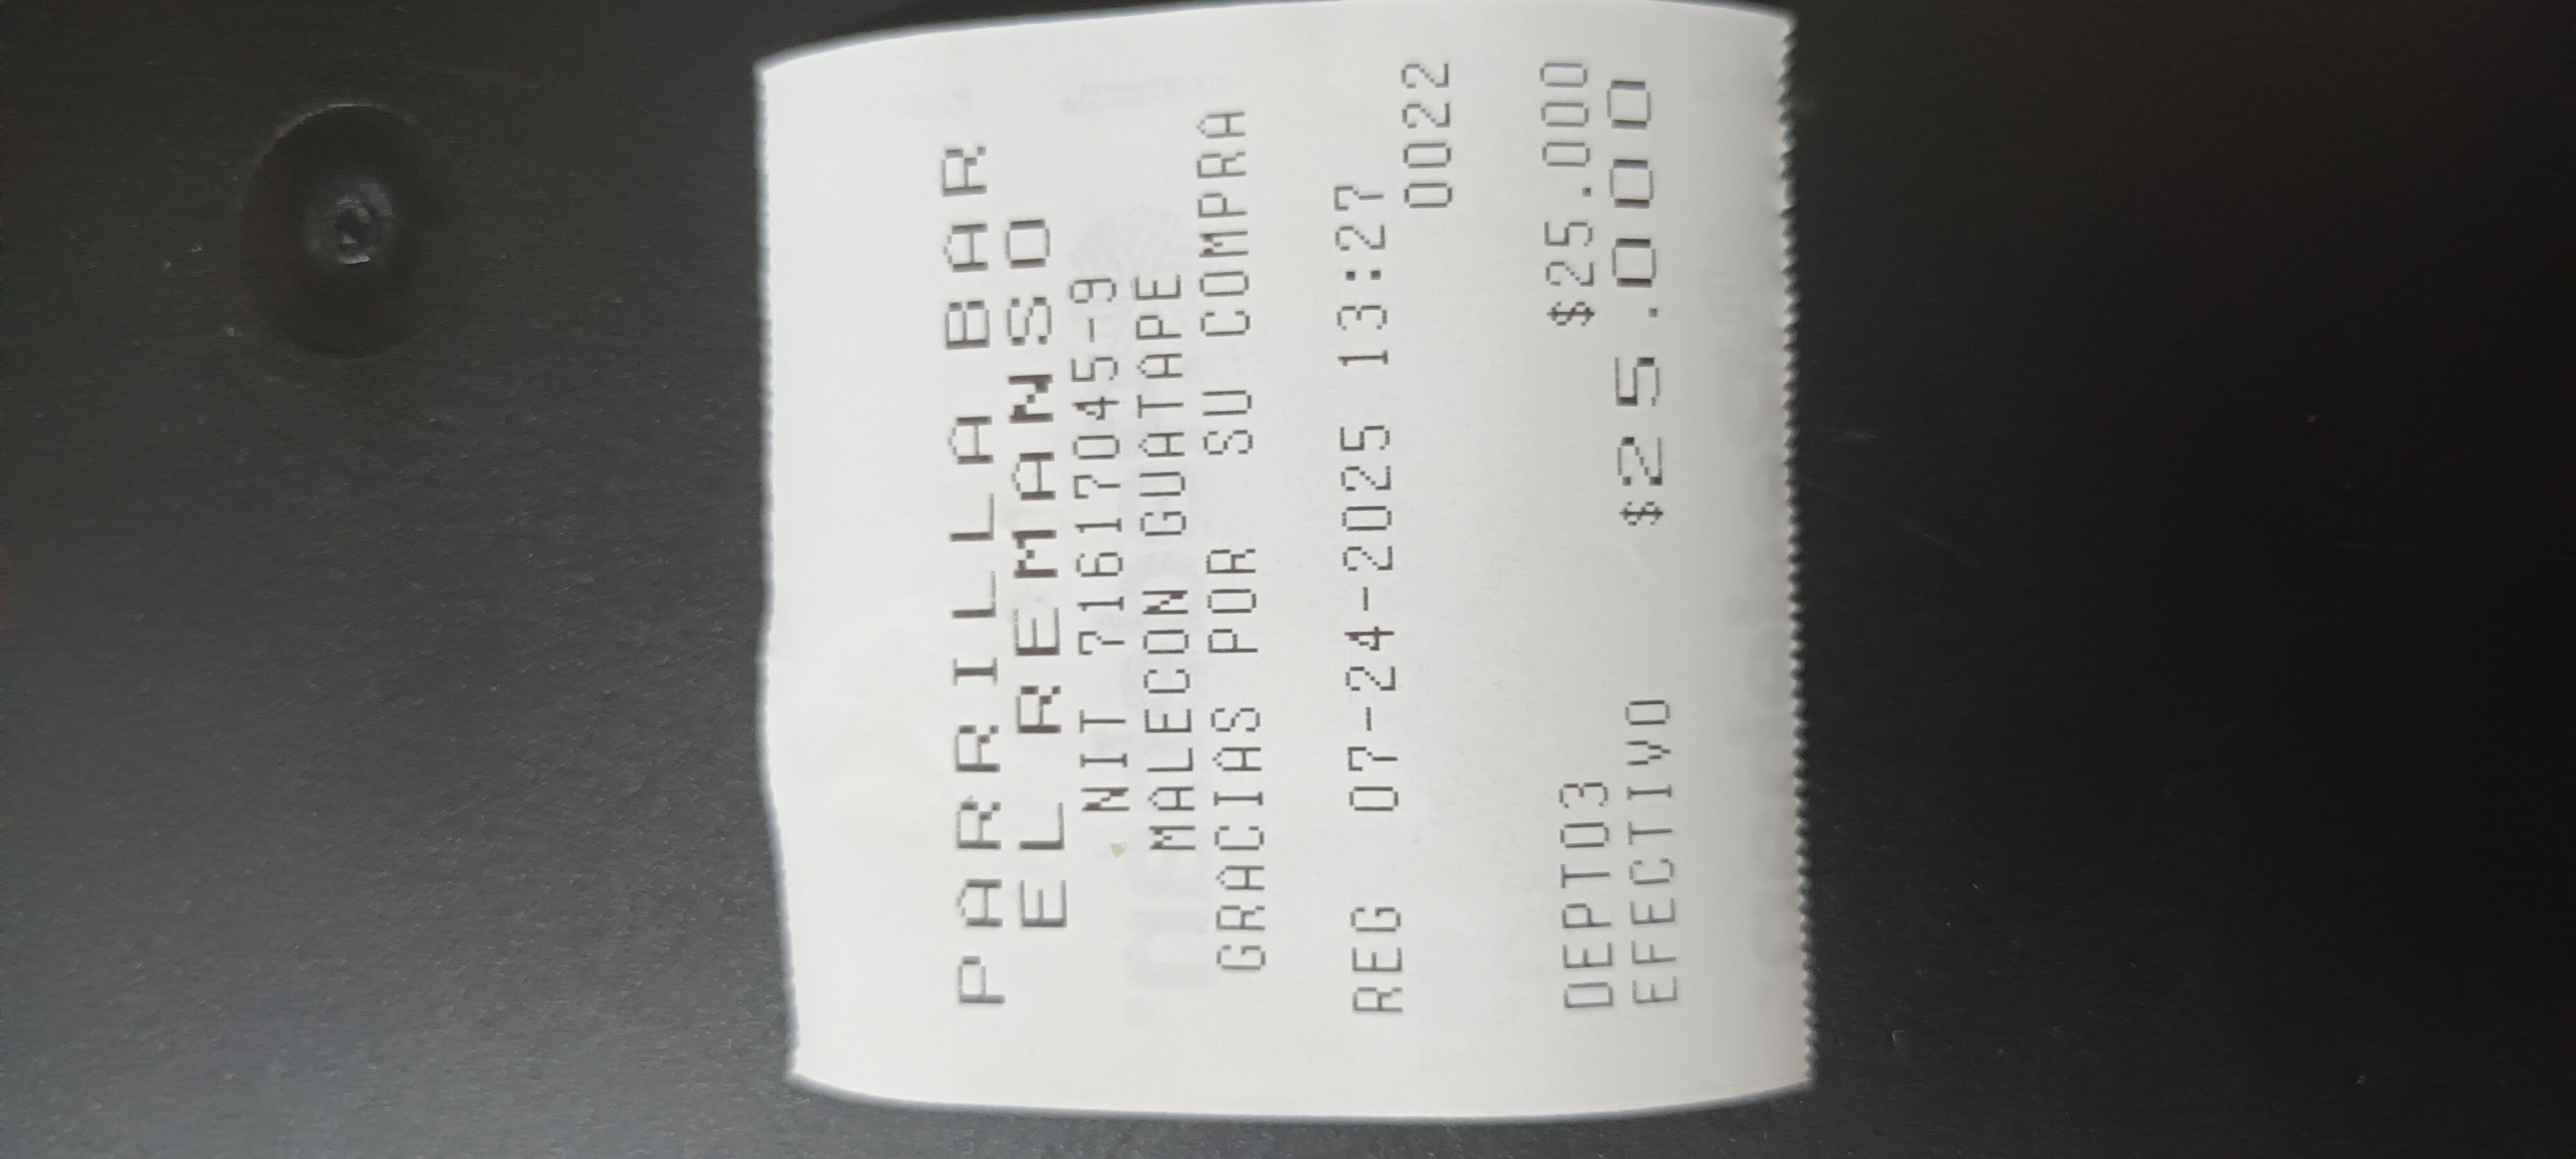 PARRILLA BAR
EL REMANSO
NIT 71617045-9
MALECON GUATAPE
GRACIAS POR SU COMPRA
REG 07-24-2025 13:27
0022
DEPT03 $25.000
EFECTIVO $25.000